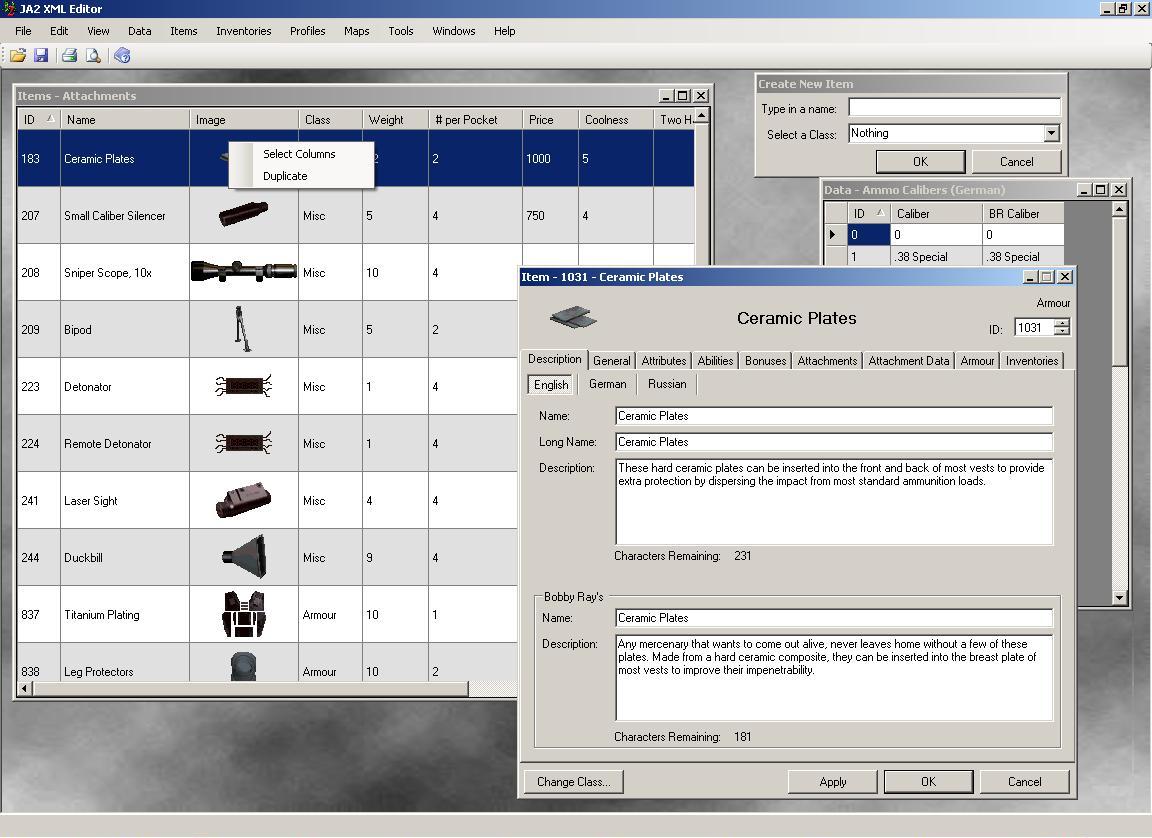 JA2 XML Editor
File Edit View Data Items Inventories Profiles Maps Tools Windows Help
Items - Attachments
ID Name Image Class Weight # per Pocket Price Coolness Two H
183 Ceramic Plates 2 2 1000 5
Select Columns
Duplicate
207 Small Caliber Silencer Misc 5 4 750 4
208 Sniper Scope, 10x Misc 10 4
209 Bipod Misc 5 2
223 Detonator Misc 1 4
224 Remote Detonator Misc 1 4
241 Laser Sight Misc 4 4
244 Duckbill Misc 9 4
837 Titanium Plating Armour 10 1
838 Leg Protectors Armour 10 2
Create New Item
Type in a name:
Select a Class: Nothing
OK Cancel
Data - Ammo Calibers (German)
ID Caliber BR Caliber
0 0 0
1 .38 Special .38 Special
Item - 1031 - Ceramic Plates
Armour
Ceramic Plates
ID: 1031
Description General Attributes Abilities Bonuses Attachments Attachment Data Armour Inventories
English German Russian
Name: Ceramic Plates
Long Name: Ceramic Plates
Description: These hard ceramic plates can be inserted into the front and back of most vests to provide
extra protection by dispersing the impact from most standard ammunition loads.
Characters Remaining: 231
Bobby Ray's
Name: Ceramic Plates
Description: Any mercenary that wants to come out alive, never leaves home without a few of these
plates. Made from a hard ceramic composite, they can be inserted into the breast plate of
most vests to improve their impenetrability.
Characters Remaining: 181
Change Class... Apply OK Cancel